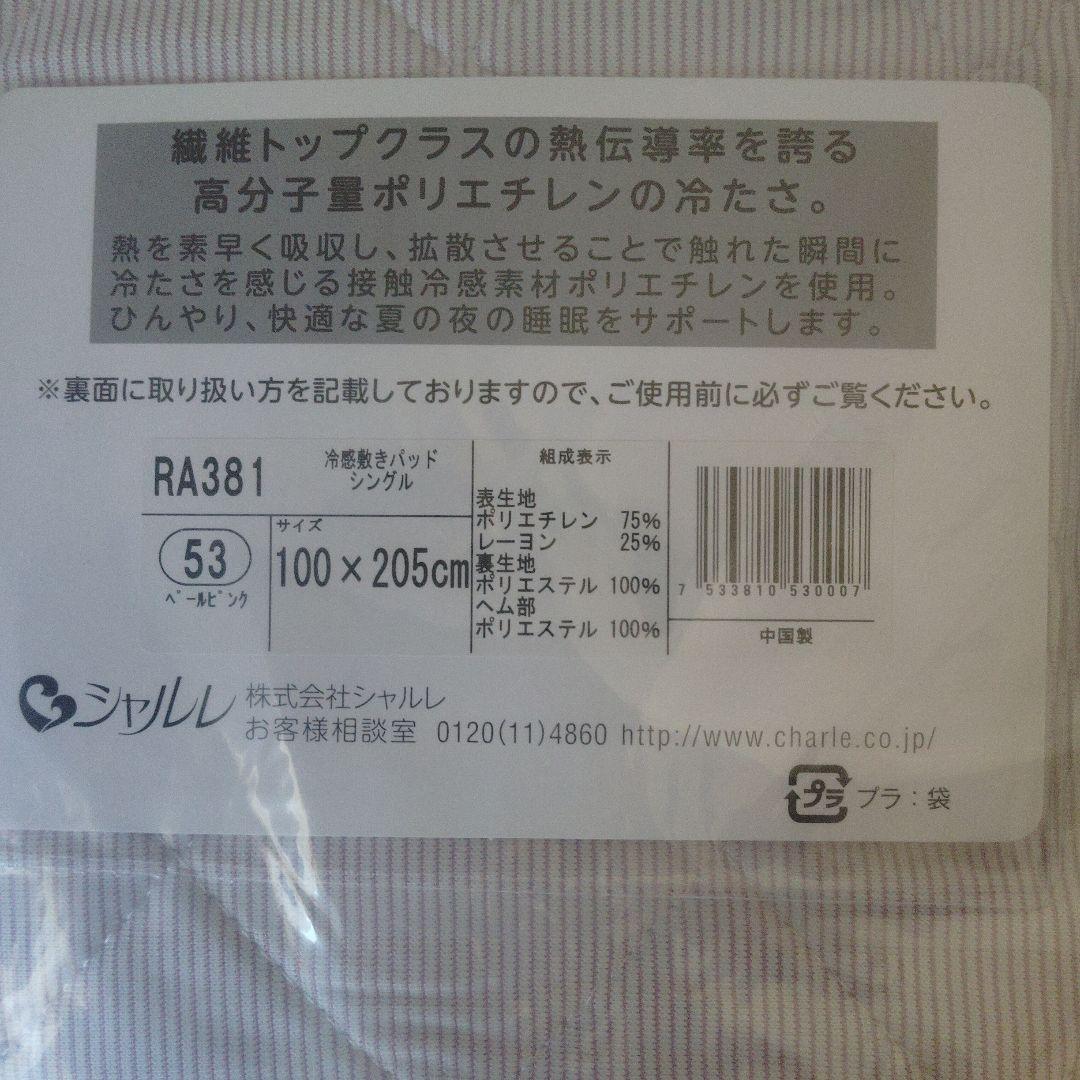 繊維トップクラスの熱伝導率を誇る
高分子量ポリエチレンの冷たさ。
熱を素早く吸収し、拡散させることで触れた瞬間に
冷たさを感じる接触冷感素材ポリエチレンを使用。
ひんやり、快適な夏の夜の睡眠をサポートします。
※裏面に取り扱い方を記載しておりますので、ご使用前に必ずご覧ください。
RA381
冷感敷きパッド
シングル
53
ペールピンク
サイズ
100×205cm
組成表示
表生地
ポリエチレン 75%
レーヨン 25%
裏生地
ポリエステル 100%
ヘム部
ポリエステル 100%
7 533810 530007
中国製
シャルレ
株式会社シャルレ
お客様相談室 0120(11)4860 http://www.charle.co.jp/
プラ プラ：袋